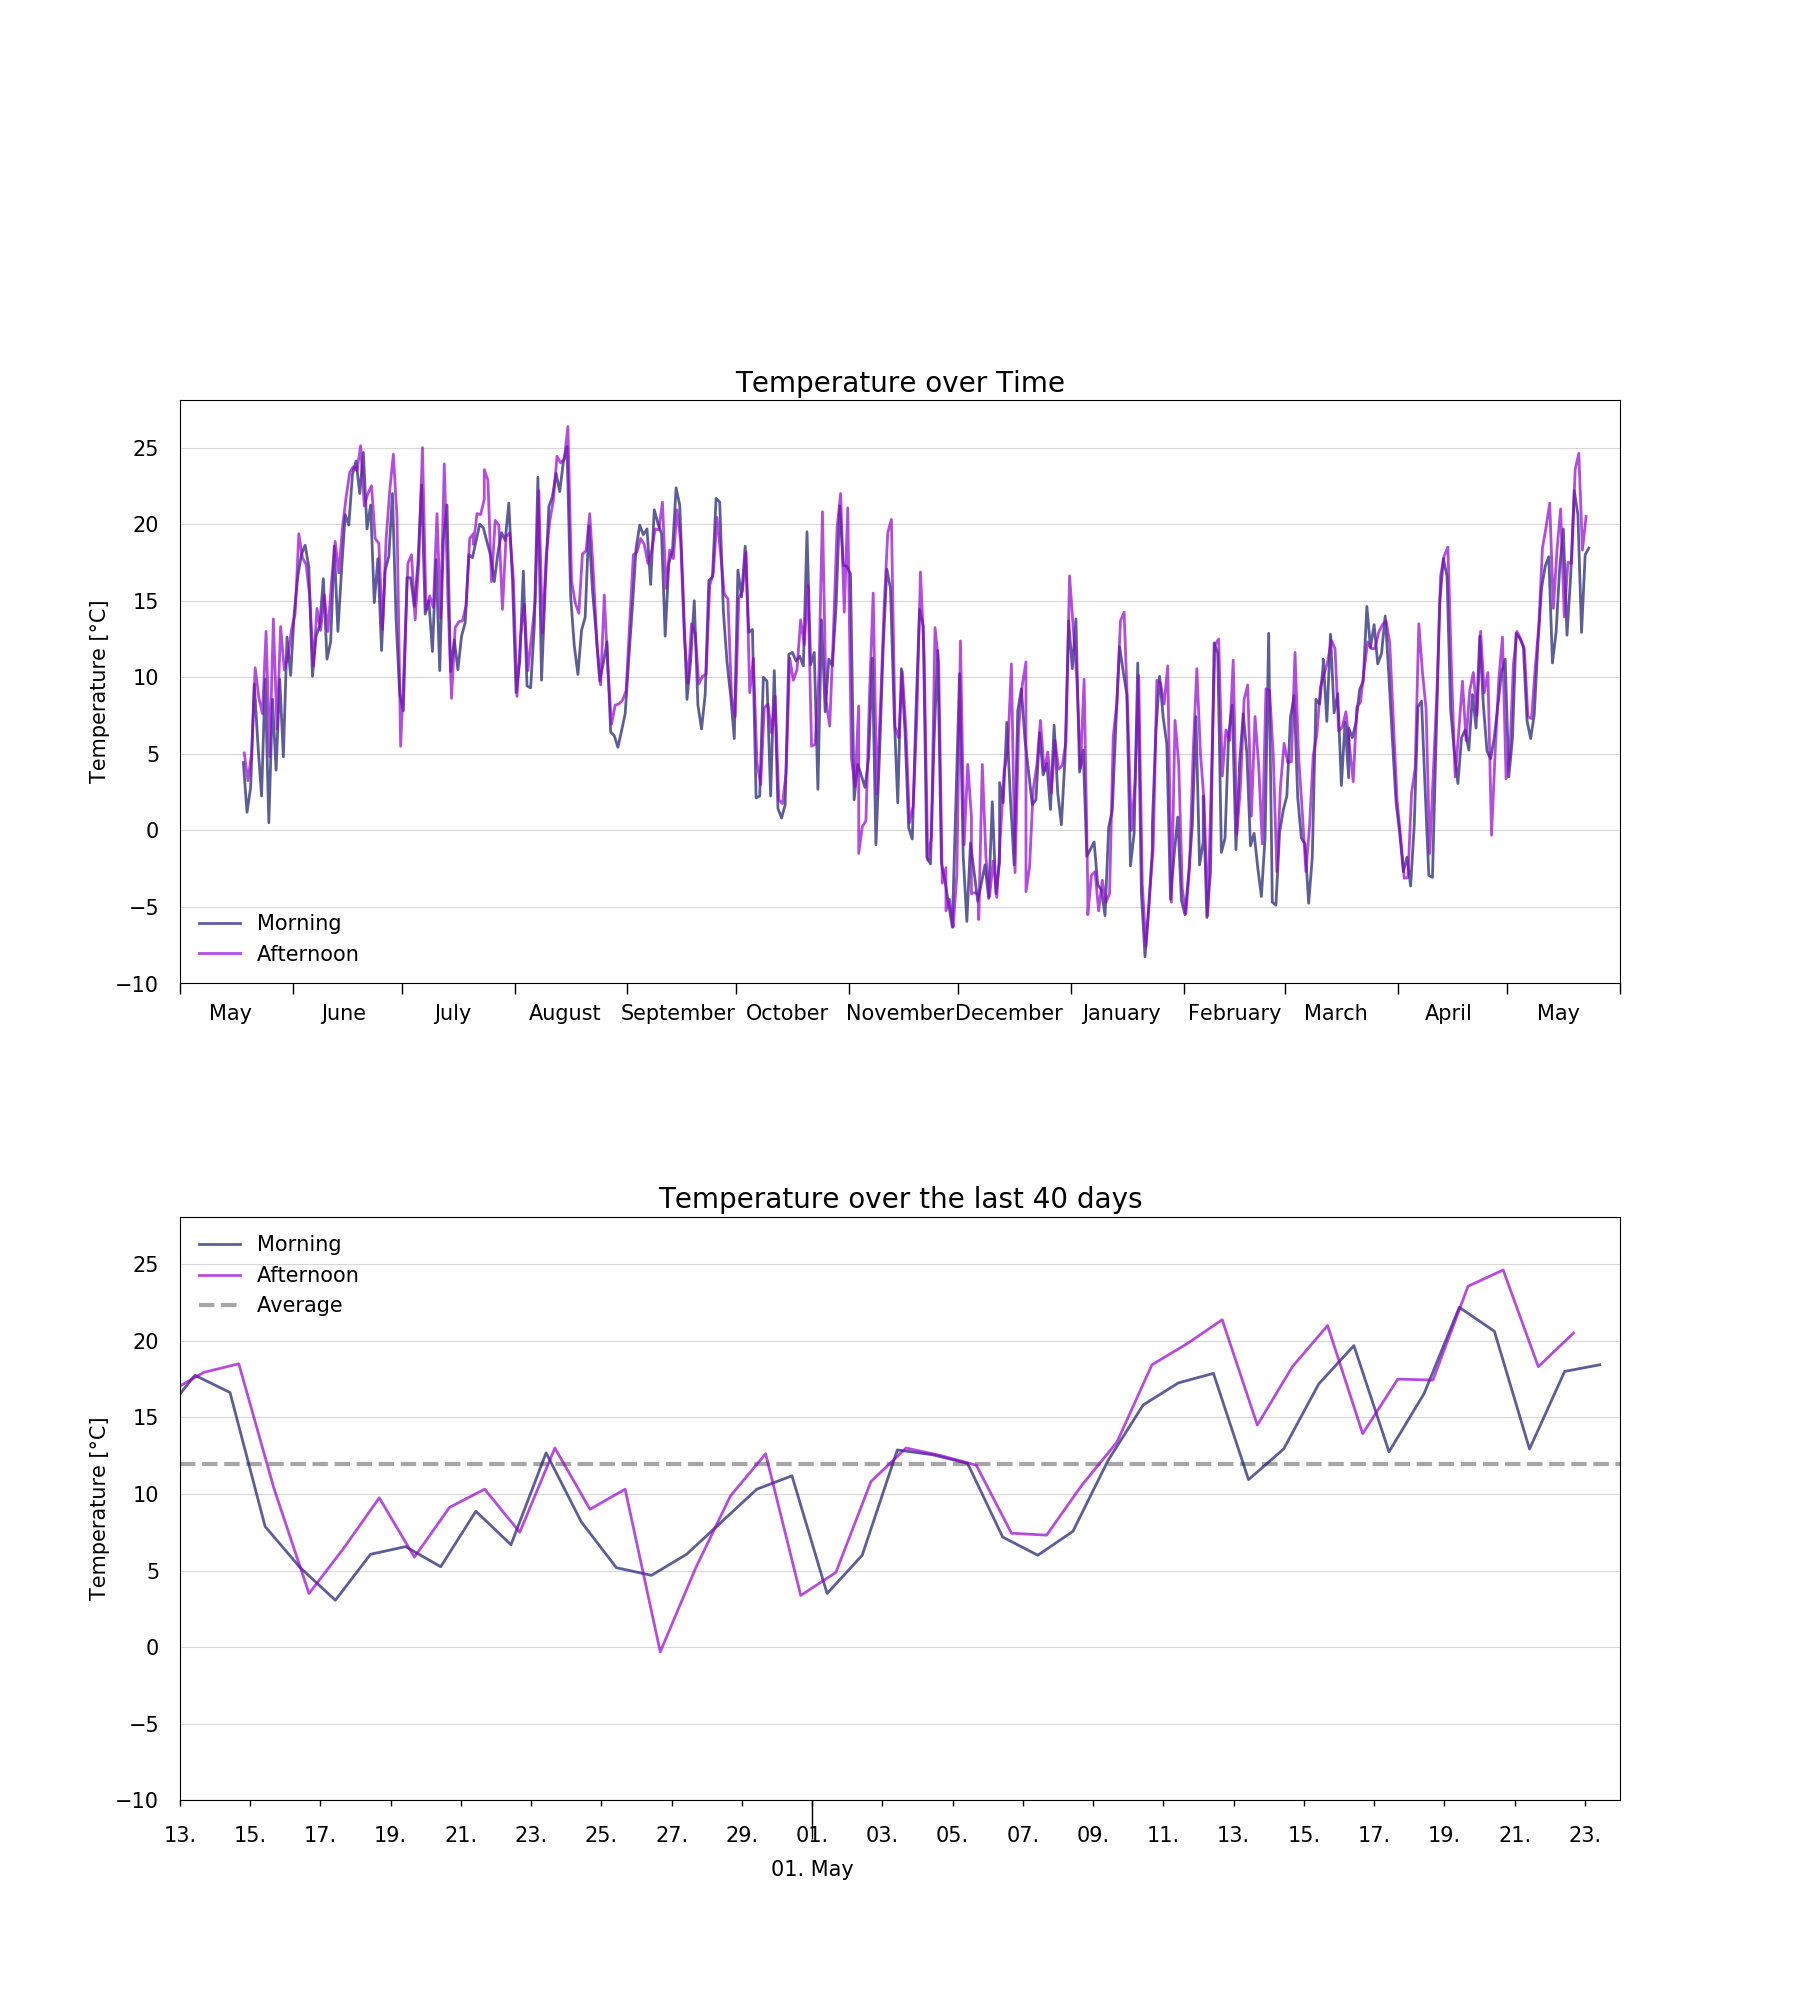 Temperature over Time
Temperature [°C]
25
20
15
10
5
0
−5
−10
Morning
Afternoon
May June July August September October November December January February March April May
Temperature over the last 40 days
Temperature [°C]
25
20
15
10
5
0
−5
−10
Morning
Afternoon
Average
13. 15. 17. 19. 21. 23. 25. 27. 29. 01. 03. 05. 07. 09. 11. 13. 15. 17. 19. 21. 23.
01. May